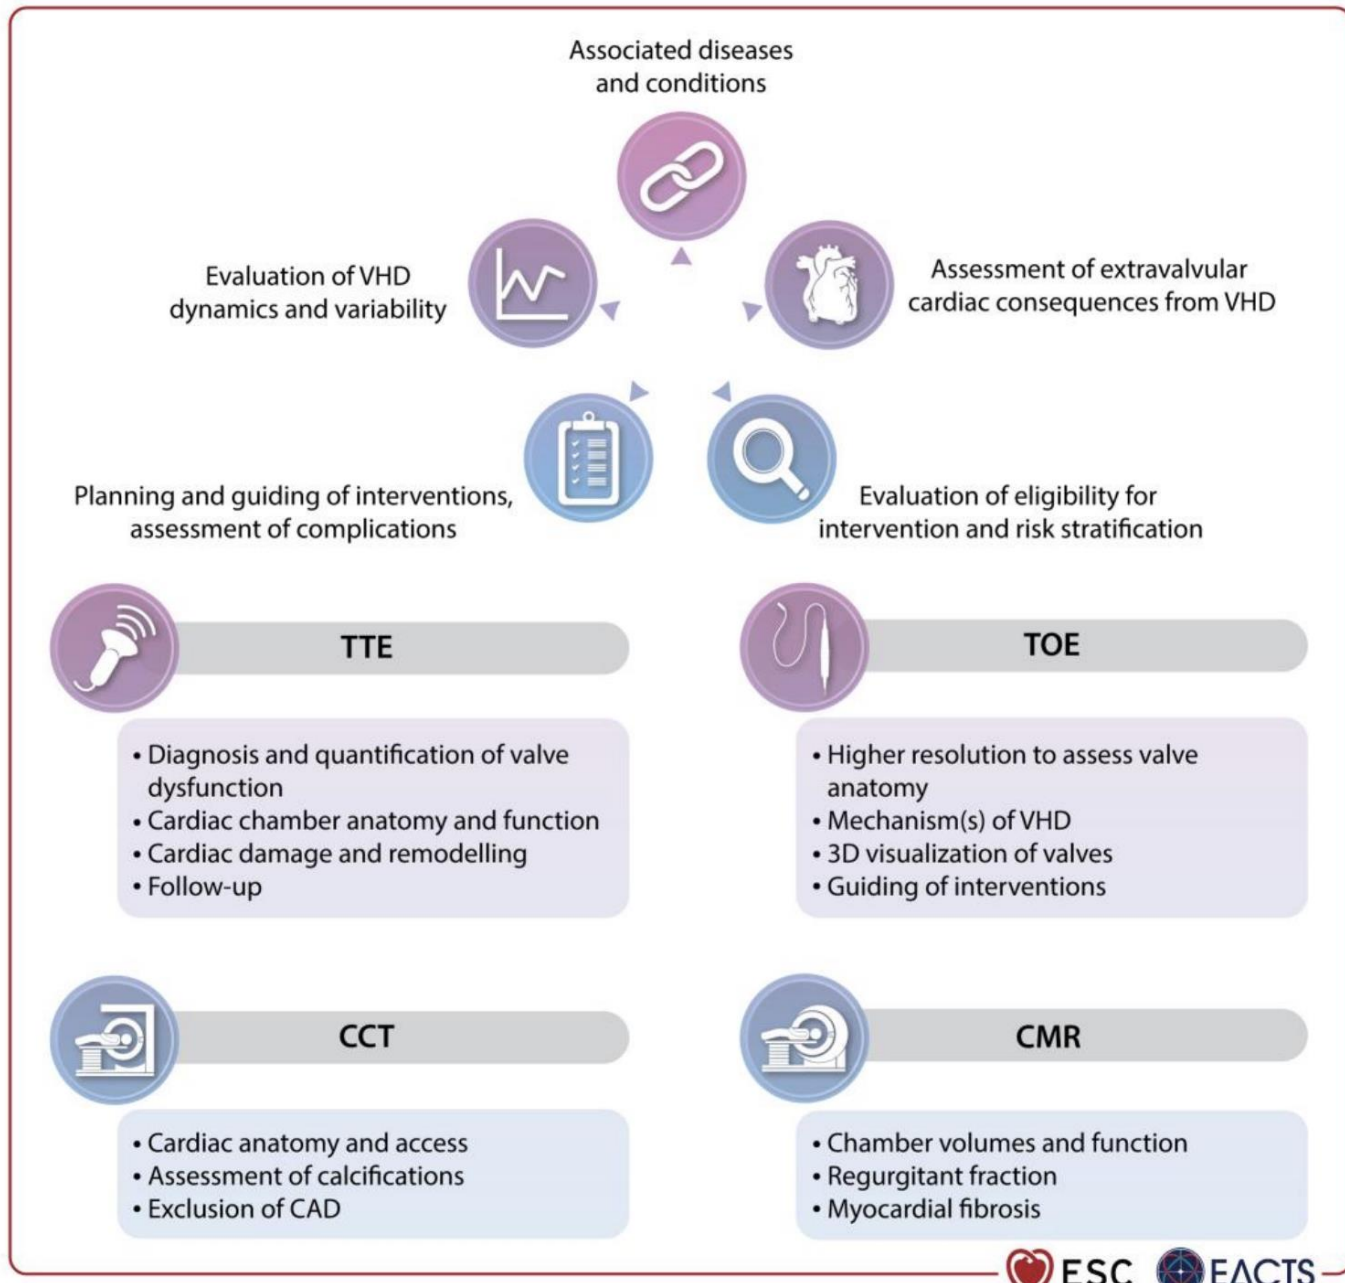 Associated diseases
and conditions
Evaluation of VHD
dynamics and variability
Assessment of extravalvular
cardiac consequences from VHD
Planning and guiding of interventions,
assessment of complications
Evaluation of eligibility for
intervention and risk stratification
TTE
• Diagnosis and quantification of valve
dysfunction
• Cardiac chamber anatomy and function
• Cardiac damage and remodelling
• Follow-up
TOE
• Higher resolution to assess valve
anatomy
• Mechanism(s) of VHD
• 3D visualization of valves
• Guiding of interventions
CCT
• Cardiac anatomy and access
• Assessment of calcifications
• Exclusion of CAD
CMR
• Chamber volumes and function
• Regurgitant fraction
• Myocardial fibrosis
ESC
EACTS